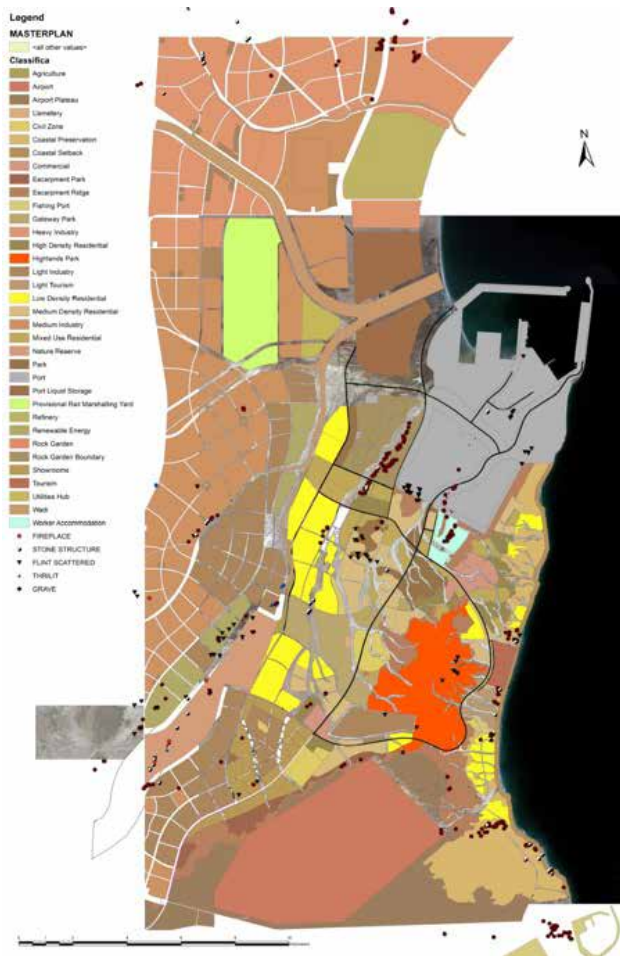 Legend
MASTERPLAN
<all other values>
Classifica
Agriculture
Airport
Airport Plateau
Cemetery
Civil Zone
Coastal Preservation
Coastal Setback
Commercial
Escarpment Park
Escarpment Ridge
Fishing Port
Gateway Park
Heavy Industry
High Density Residential
Highlands Park
Light Industry
Light Tourism
Low Density Residential
Medium Density Residential
Medium Industry
Mixed Use Residential
Nature Reserve
Park
Port
Port Liquid Storage
Provisional Rail Marshalling Yard
Refinery
Renewable Energy
Rock Garden
Rock Garden Boundary
Showrooms
Tourism
Utilities Hub
Wadi
Worker Accommodation
FIREPLACE
STONE STRUCTURE
FLINT SCATTERED
THRILIT
GRAVE
N